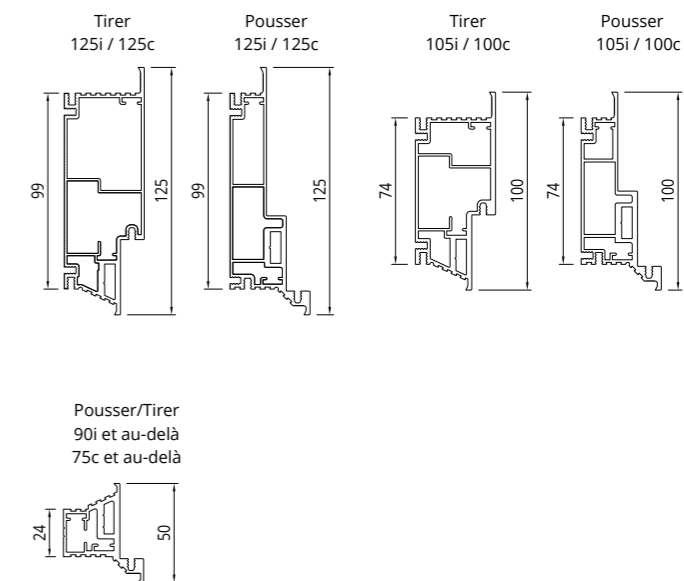 Tirer
125i / 125c
Pousser
125i / 125c
Tirer
105i / 100c
Pousser
105i / 100c
99
125
99
125
74
100
74
100
Pousser/Tirer
90i et au-delà
75c et au-delà
24
50